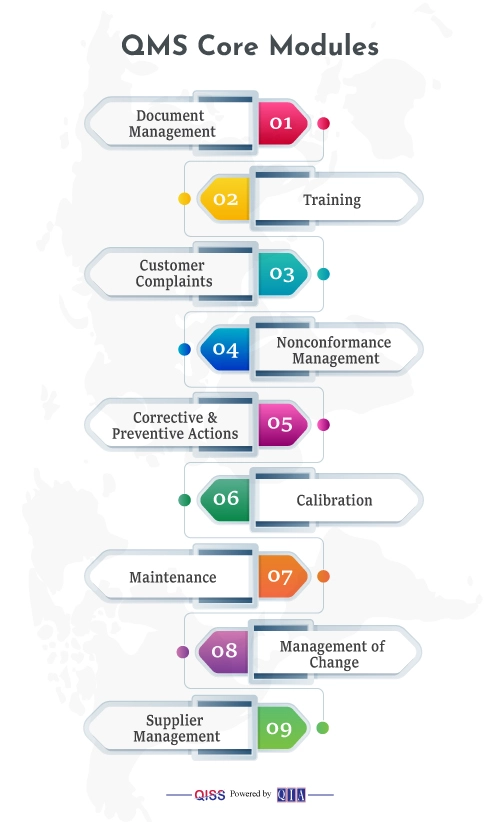 QMS Core Modules
Document
Management
01
02
Training
Customer
Complaints
03
04
Nonconformance
Management
Corrective &
Preventive Actions
05
06
Calibration
Maintenance
07
08
Management of
Change
Supplier
Management
09
QISS Powered by QIA